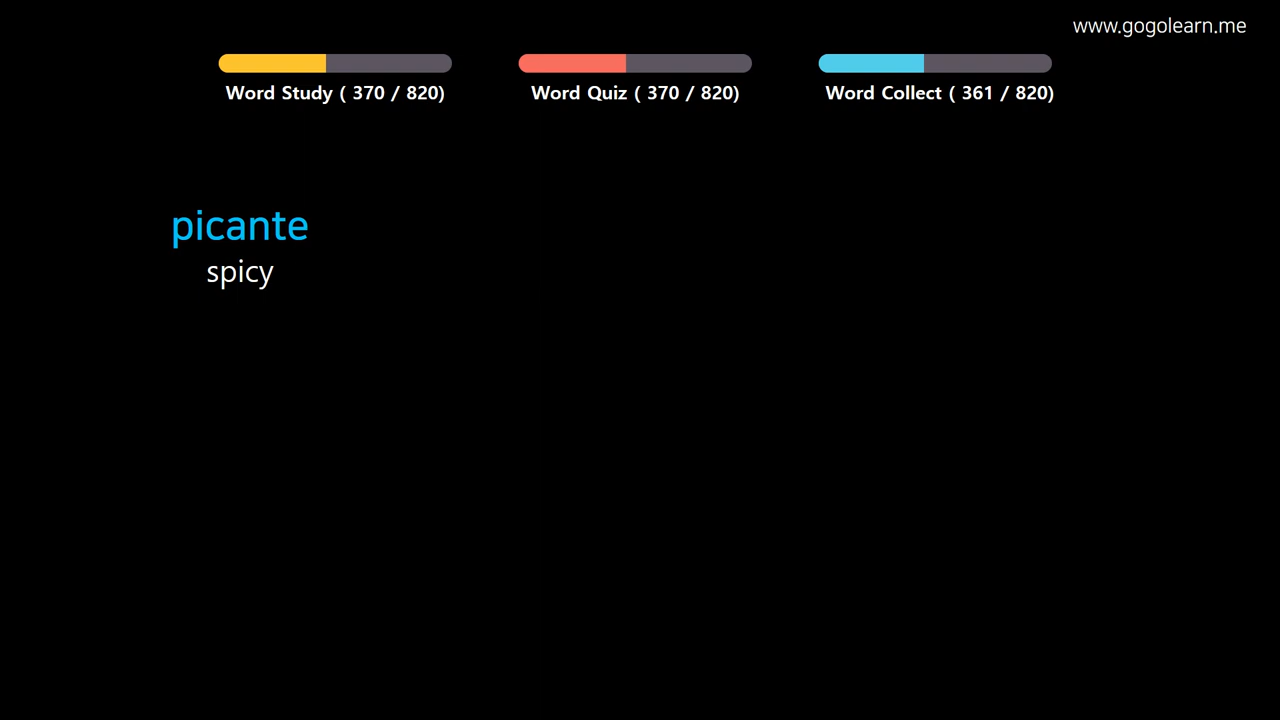 www.gogolearn.me
Word Study ( 370 / 820)
Word Quiz ( 370 / 820)
Word Collect ( 361 / 820)
picante
spicy